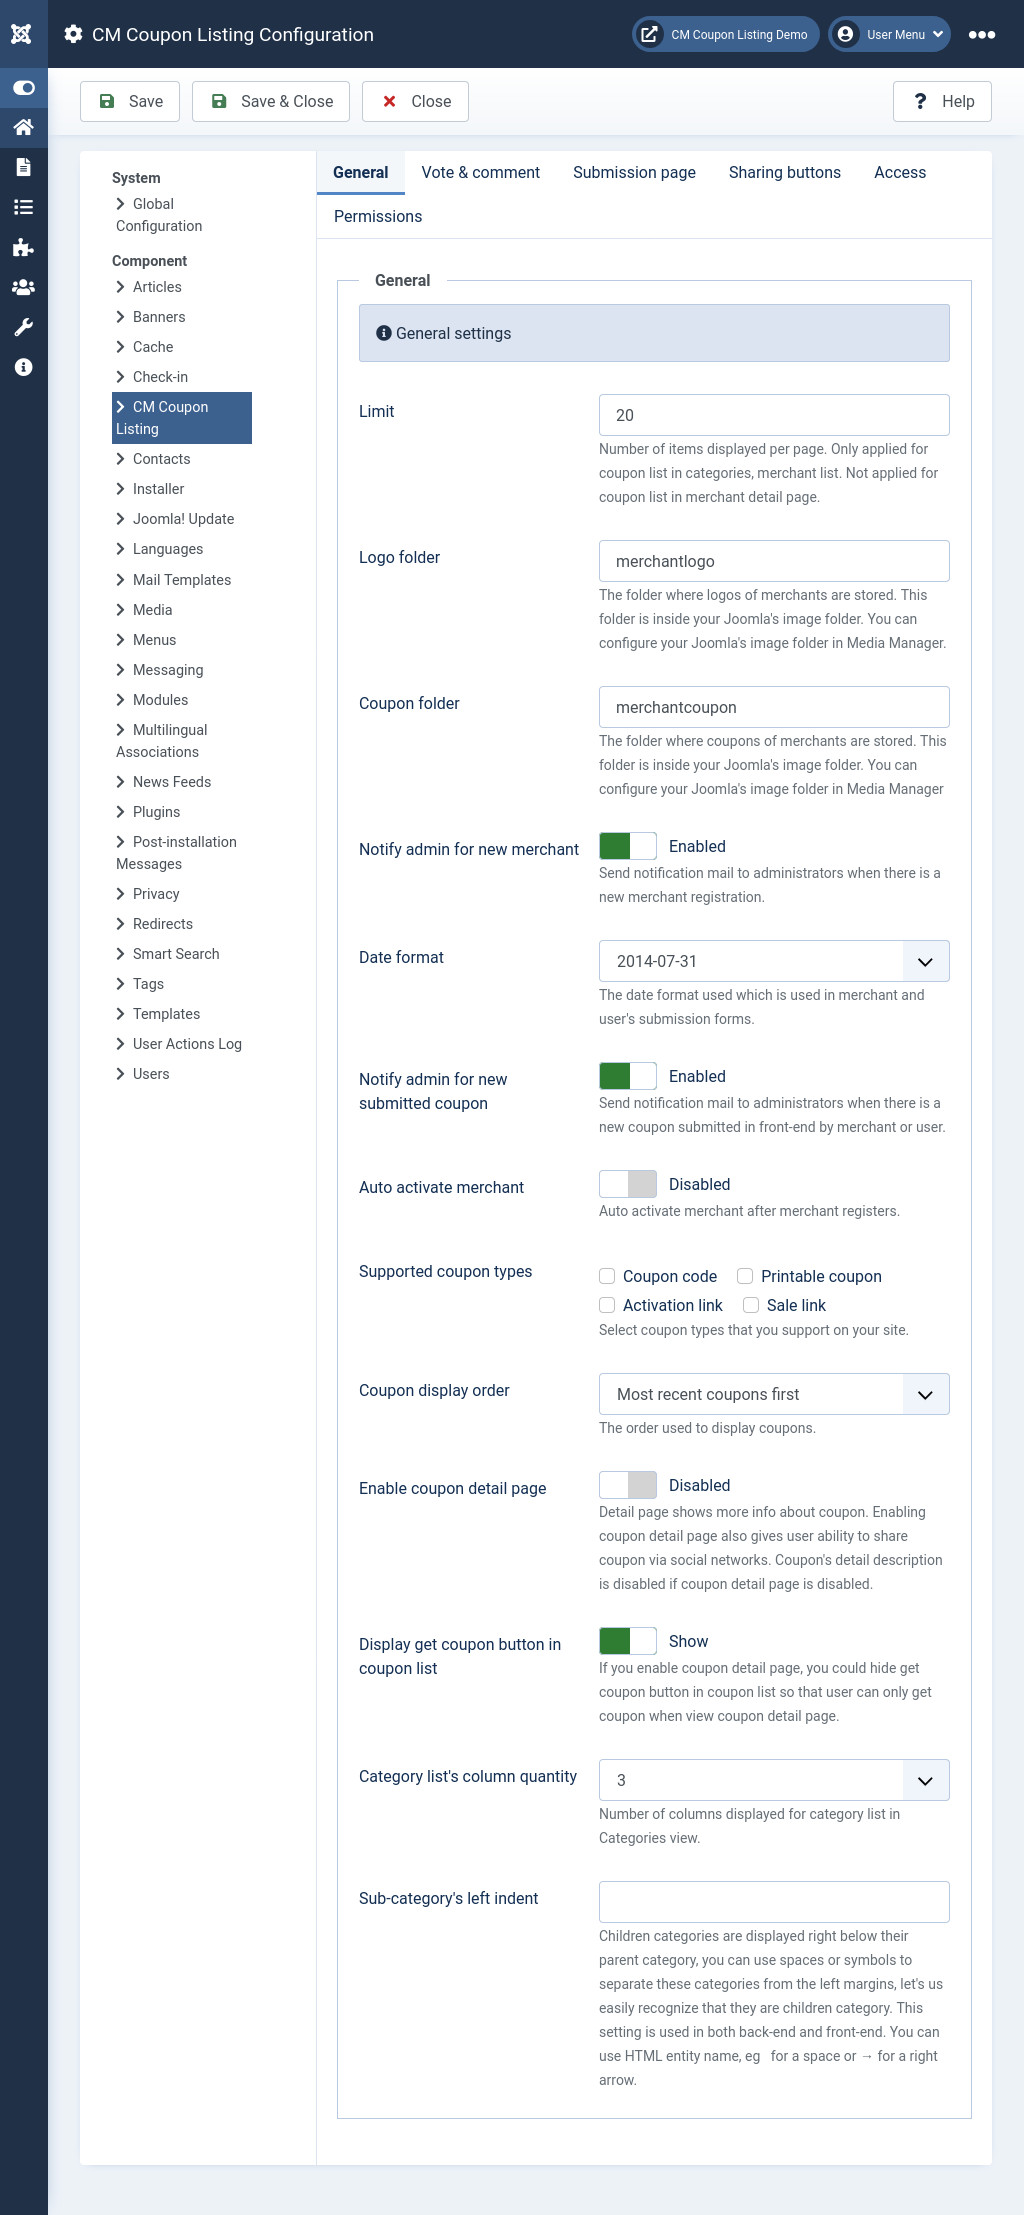 CM Coupon Listing Configuration
CM Coupon Listing Demo
User Menu
Save
Save & Close
Close
Help
System
Global
Configuration
Component
Articles
Banners
Cache
Check-in
CM Coupon
Listing
Contacts
Installer
Joomla! Update
Languages
Mail Templates
Media
Menus
Messaging
Modules
Multilingual
Associations
News Feeds
Plugins
Post-installation
Messages
Privacy
Redirects
Smart Search
Tags
Templates
User Actions Log
Users
General
Vote & comment
Submission page
Sharing buttons
Access
Permissions
General
General settings
Limit
20
Number of items displayed per page. Only applied for
coupon list in categories, merchant list. Not applied for
coupon list in merchant detail page.
Logo folder
merchantlogo
The folder where logos of merchants are stored. This
folder is inside your Joomla's image folder. You can
configure your Joomla's image folder in Media Manager.
Coupon folder
merchantcoupon
The folder where coupons of merchants are stored. This
folder is inside your Joomla's image folder. You can
configure your Joomla's image folder in Media Manager
Notify admin for new merchant
Enabled
Send notification mail to administrators when there is a
new merchant registration.
Date format
2014-07-31
The date format used which is used in merchant and
user's submission forms.
Notify admin for new
submitted coupon
Enabled
Send notification mail to administrators when there is a
new coupon submitted in front-end by merchant or user.
Auto activate merchant
Disabled
Auto activate merchant after merchant registers.
Supported coupon types
Coupon code
Printable coupon
Activation link
Sale link
Select coupon types that you support on your site.
Coupon display order
Most recent coupons first
The order used to display coupons.
Enable coupon detail page
Disabled
Detail page shows more info about coupon. Enabling
coupon detail page also gives user ability to share
coupon via social networks. Coupon's detail description
is disabled if coupon detail page is disabled.
Display get coupon button in
coupon list
Show
If you enable coupon detail page, you could hide get
coupon button in coupon list so that user can only get
coupon when view coupon detail page.
Category list's column quantity
3
Number of columns displayed for category list in
Categories view.
Sub-category's left indent
Children categories are displayed right below their
parent category, you can use spaces or symbols to
separate these categories from the left margins, let's us
easily recognize that they are children category. This
setting is used in both back-end and front-end. You can
use HTML entity name, eg   for a space or → for a right
arrow.